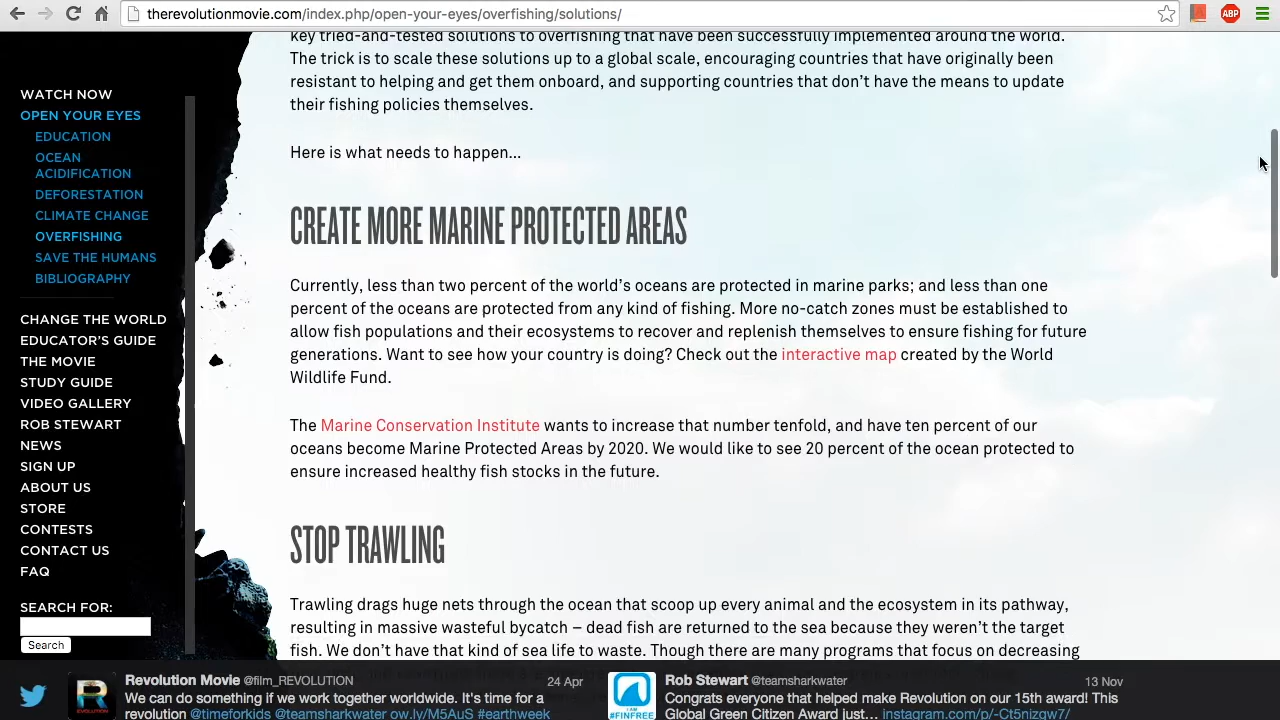 therevolutionmovie.com/index.php/open-your-eyes/overfishing/solutions/
ABP
WATCH NOW
OPEN YOUR EYES
EDUCATION
OCEAN
ACIDIFICATION
DEFORESTATION
CLIMATE CHANGE
OVERFISHING
SAVE THE HUMANS
BIBLIOGRAPHY
CHANGE THE WORLD
EDUCATOR'S GUIDE
THE MOVIE
STUDY GUIDE
VIDEO GALLERY
ROB STEWART
NEWS
SIGN UP
ABOUT US
STORE
CONTESTS
CONTACT US
FAQ
SEARCH FOR:
Search
key tried-and-tested solutions to overfishing that have been successfully implemented around the world.
The trick is to scale these solutions up to a global scale, encouraging countries that have originally been
resistant to helping and get them onboard, and supporting countries that don't have the means to update
their fishing policies themselves.
Here is what needs to happen...
CREATE MORE MARINE PROTECTED AREAS
Currently, less than two percent of the world's oceans are protected in marine parks; and less than one
percent of the oceans are protected from any kind of fishing. More no-catch zones must be established to
allow fish populations and their ecosystems to recover and replenish themselves to ensure fishing for future
generations. Want to see how your country is doing? Check out the interactive map created by the World
Wildlife Fund.
The Marine Conservation Institute wants to increase that number tenfold, and have ten percent of our
oceans become Marine Protected Areas by 2020. We would like to see 20 percent of the ocean protected to
ensure increased healthy fish stocks in the future.
STOP TRAWLING
Trawling drags huge nets through the ocean that scoop up every animal and the ecosystem in its pathway,
resulting in massive wasteful bycatch – dead fish are returned to the sea because they weren't the target
fish. We don't have that kind of sea life to waste. Though there are many programs that focus on decreasing
R
REVOLUTION
Revolution Movie @film_REVOLUTION 24 Apr
We can do something if we work together worldwide. It's time for a
revolution @timeforkids @teamsharkwater ow.ly/M5AuS #earthweek
I AM
#FINFREE
Rob Stewart @teamsharkwater 13 Nov
Congrats everyone that helped make Revolution on our 15th award! This
Global Green Citizen Award just... instagram.com/p/-Ct5nizgw7/